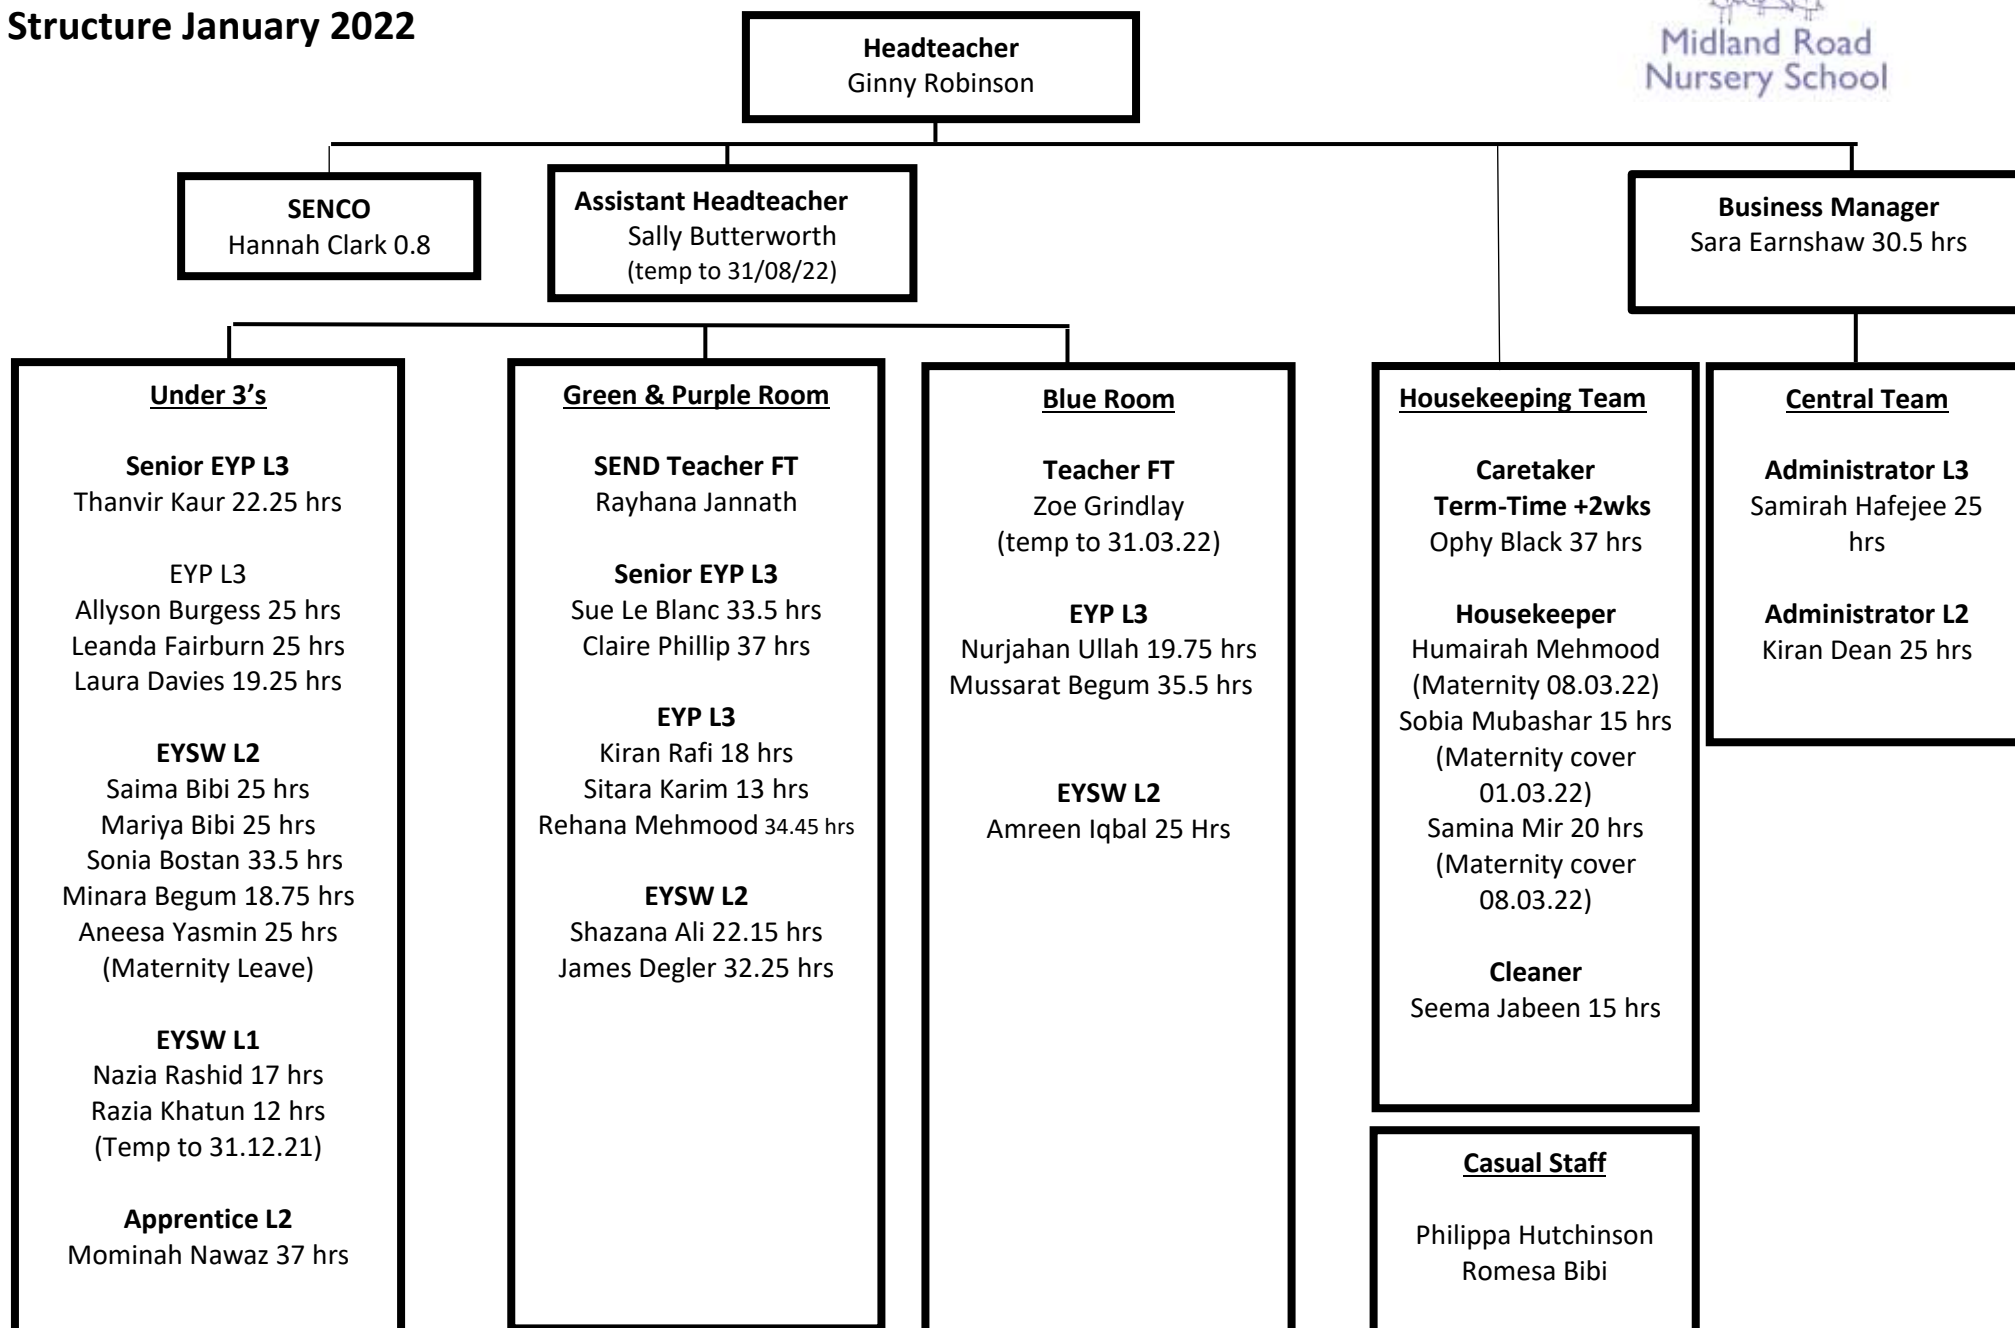 Structure January 2022
Midland Road
Nursery School
Headteacher
Ginny Robinson
SENCO
Hannah Clark 0.8
Assistant Headteacher
Sally Butterworth
(temp to 31/08/22)
Business Manager
Sara Earnshaw 30.5 hrs
Under 3’s
Senior EYP L3
Thanvir Kaur 22.25 hrs
EYP L3
Allyson Burgess 25 hrs
Leanda Fairburn 25 hrs
Laura Davies 19.25 hrs
EYSW L2
Saima Bibi 25 hrs
Mariya Bibi 25 hrs
Sonia Bostan 33.5 hrs
Minara Begum 18.75 hrs
Aneesa Yasmin 25 hrs
(Maternity Leave)
EYSW L1
Nazia Rashid 17 hrs
Razia Khatun 12 hrs
(Temp to 31.12.21)
Apprentice L2
Mominah Nawaz 37 hrs
Green & Purple Room
SEND Teacher FT
Rayhana Jannath
Senior EYP L3
Sue Le Blanc 33.5 hrs
Claire Phillip 37 hrs
EYP L3
Kiran Rafi 18 hrs
Sitara Karim 13 hrs
Rehana Mehmood 34.45 hrs
EYSW L2
Shazana Ali 22.15 hrs
James Degler 32.25 hrs
Blue Room
Teacher FT
Zoe Grindlay
(temp to 31.03.22)
EYP L3
Nurjahan Ullah 19.75 hrs
Mussarat Begum 35.5 hrs
EYSW L2
Amreen Iqbal 25 Hrs
Housekeeping Team
Caretaker
Term-Time +2wks
Ophy Black 37 hrs
Housekeeper
Humairah Mehmood
(Maternity 08.03.22)
Sobia Mubashar 15 hrs
(Maternity cover
01.03.22)
Samina Mir 20 hrs
(Maternity cover
08.03.22)
Cleaner
Seema Jabeen 15 hrs
Central Team
Administrator L3
Samirah Hafejee 25
hrs
Administrator L2
Kiran Dean 25 hrs
Casual Staff
Philippa Hutchinson
Romesa Bibi